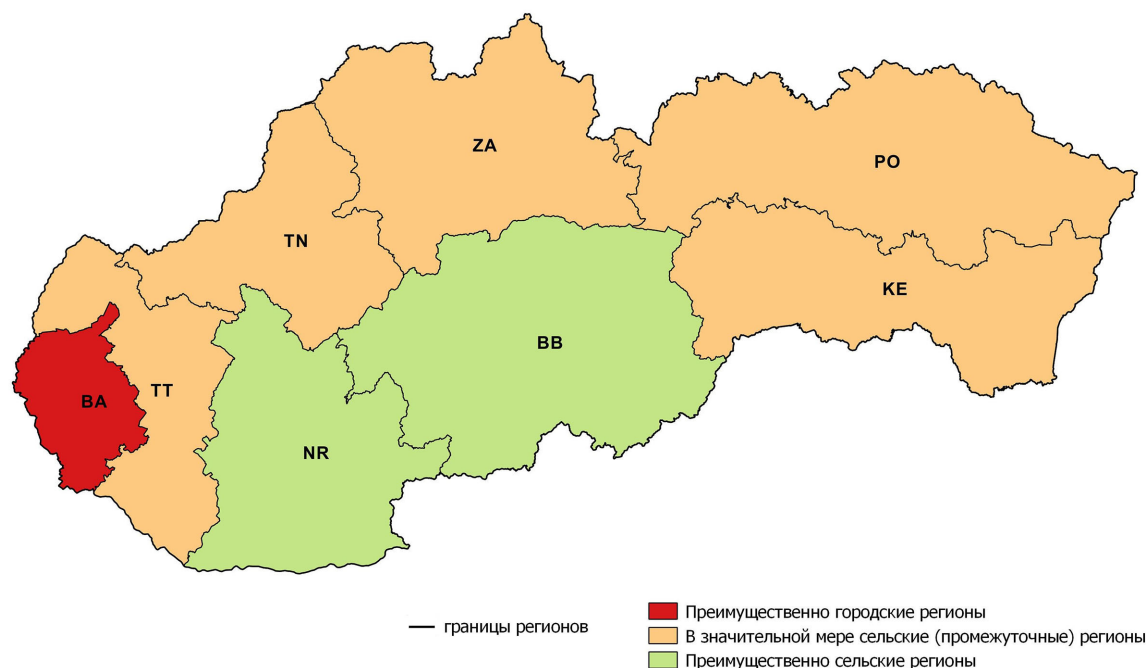 ZA
PO
TN
KE
BB
TT
BA
NR
границы регионов
Преимущественно городские регионы
В значительной мере сельские (промежуточные) регионы
Преимущественно сельские регионы